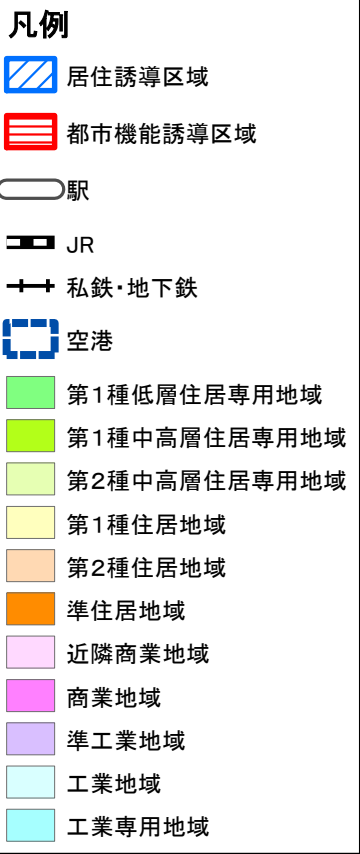 凡例
居住誘導区域
都市機能誘導区域
駅
JR
私鉄・地下鉄
空港
第1種低層住居専用地域
第1種中高層住居専用地域
第2種中高層住居専用地域
第1種住居地域
第2種住居地域
準住居地域
近隣商業地域
商業地域
準工業地域
工業地域
工業専用地域